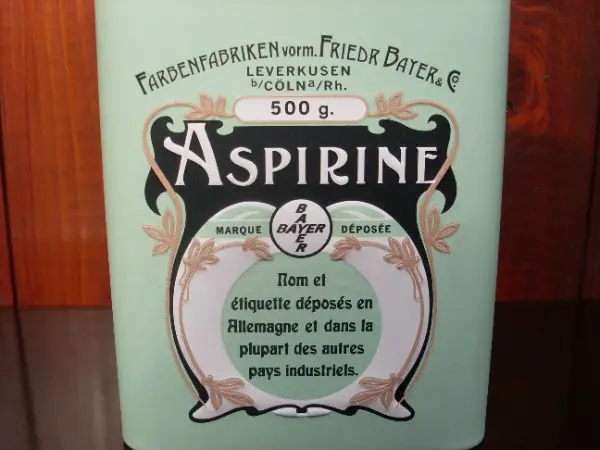 FARBENFABRIKEN vorm. FRIEDR BAYER & Co.
LEVERKUSEN
b/CÖLN a/Rh.
500 g.
ASPIRINE
BAYER
MARQUE BAYER DÉPOSÉE
Nom et
étiquette déposés en
Allemagne et dans la
plupart des autres
pays industriels.